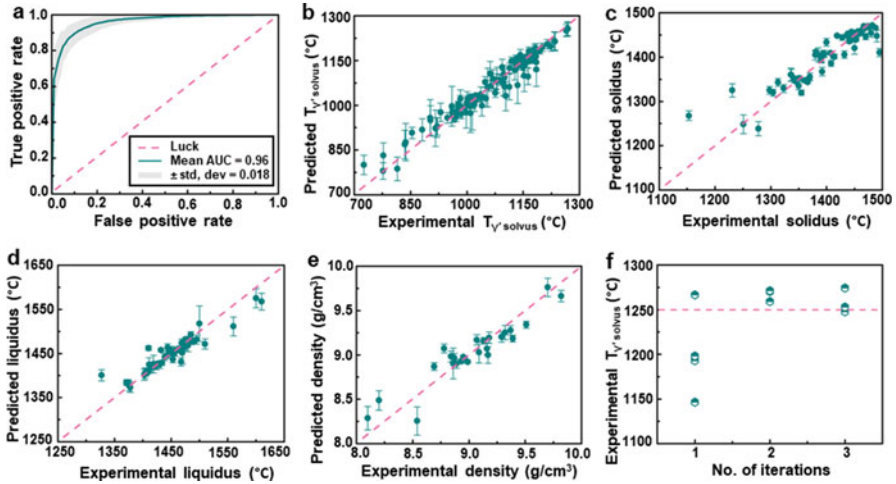 a
True positive rate
1.0
0.8
0.6
0.4
0.2
0.0
Luck
Mean AUC = 0.96
± std, dev = 0.018
0.0 0.2 0.4 0.6 0.8 1.0
False positive rate
b
Predicted Tγ' solvus (°C)
1300
1150
1000
850
700
700 800 900 1000 1100 1200 1300
Experimental Tγ' solvus (°C)
c
Predicted solidus (°C)
1500
1400
1300
1200
1100
1100 1200 1300 1400 1500
Experimental solidus (°C)
d
Predicted liquidus (°C)
1650
1550
1450
1350
1250
1250 1350 1450 1550 1650
Experimental liquidus (°C)
e
Predicted density (g/cm³)
10.0
9.5
9.0
8.5
8.0
8.0 8.5 9.0 9.5 10.0
Experimental density (g/cm³)
f
Experimental Tγ' solvus (°C)
1300
1250
1200
1150
1100
1 2 3
No. of iterions